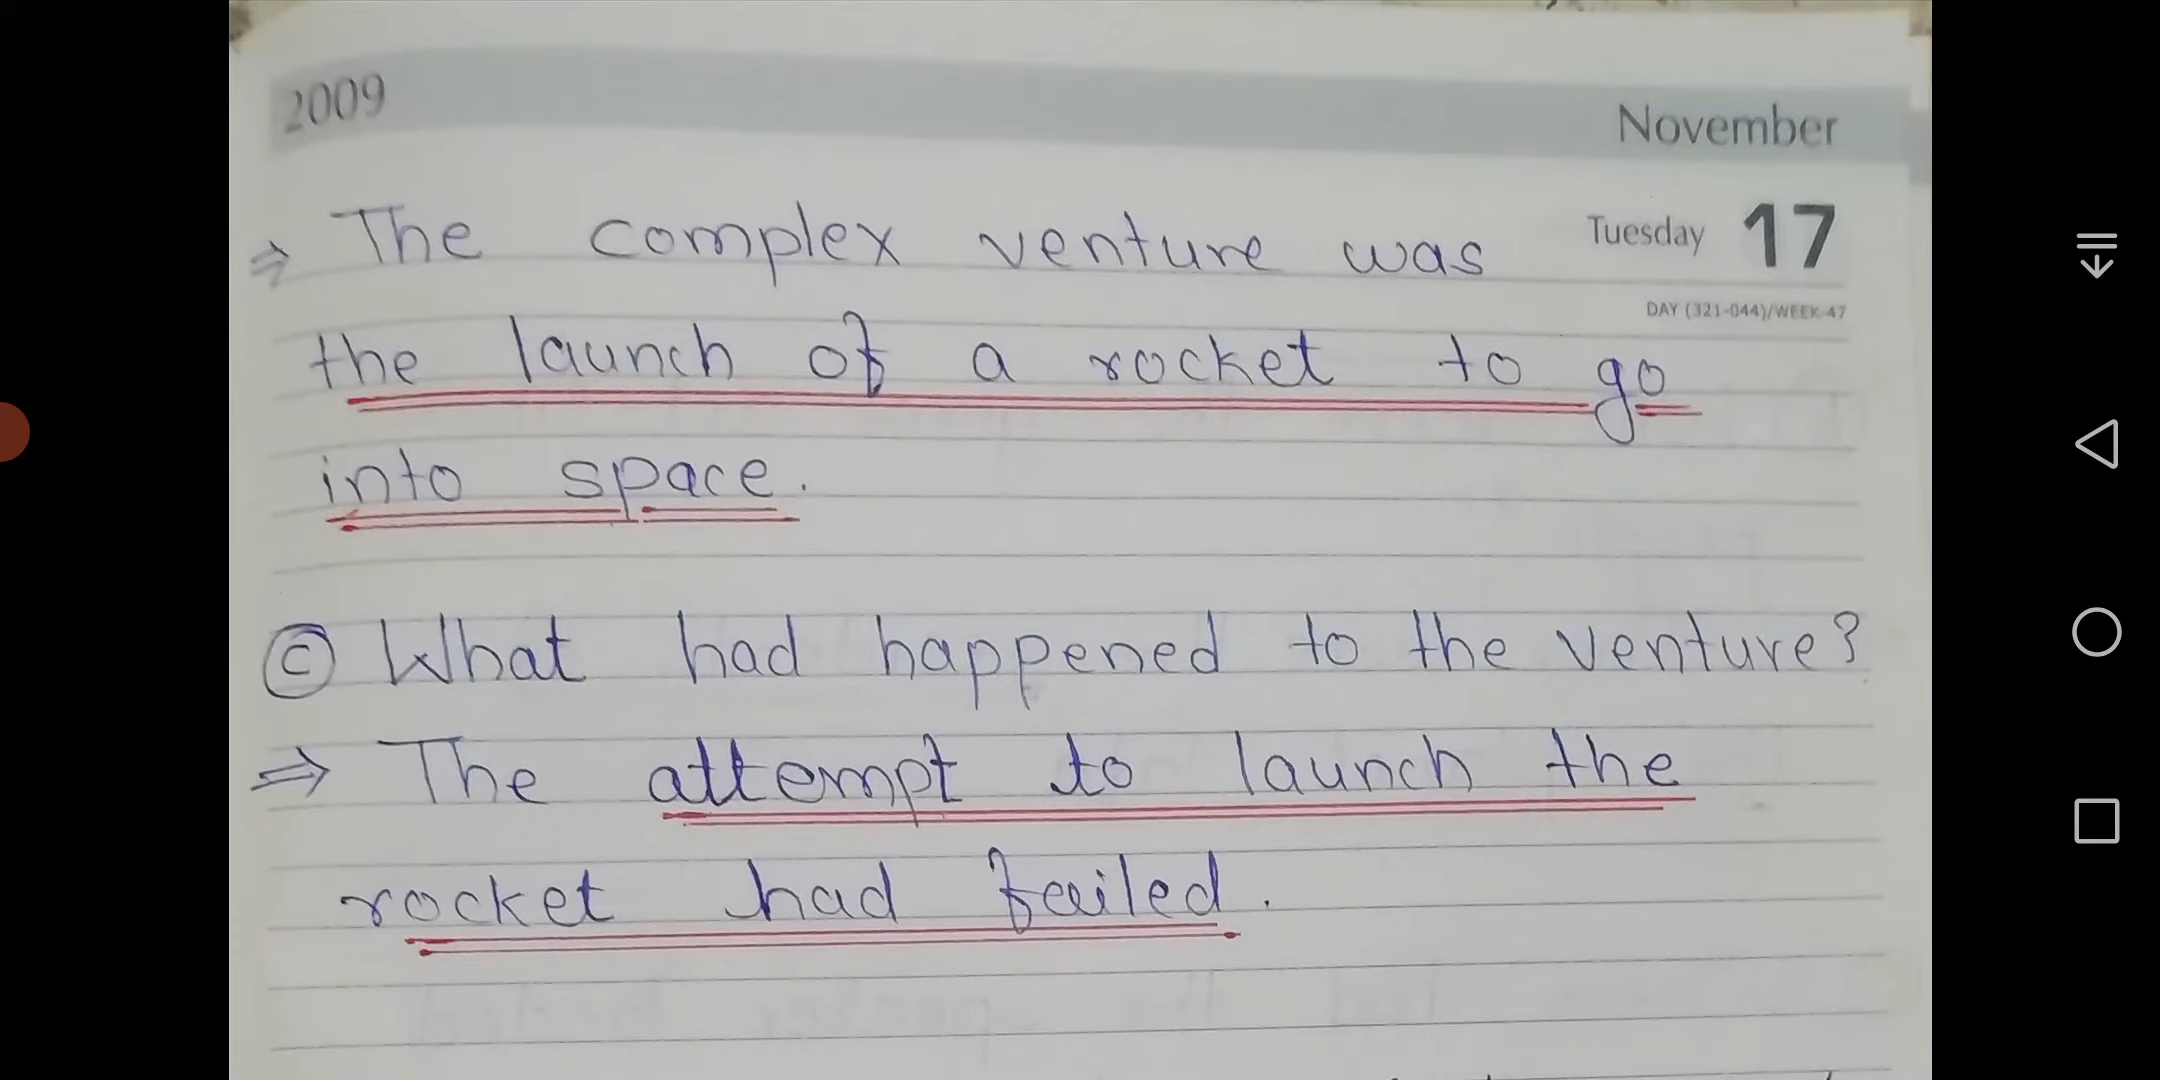 2009
November
⇒ The complex venture was
Tuesday 17
DAY (321-044)/WEEK-47
the launch of a rocket to go
into space.
Ⓒ What had happened to the venture?
⇒ The attempt to launch the
rocket had failed.